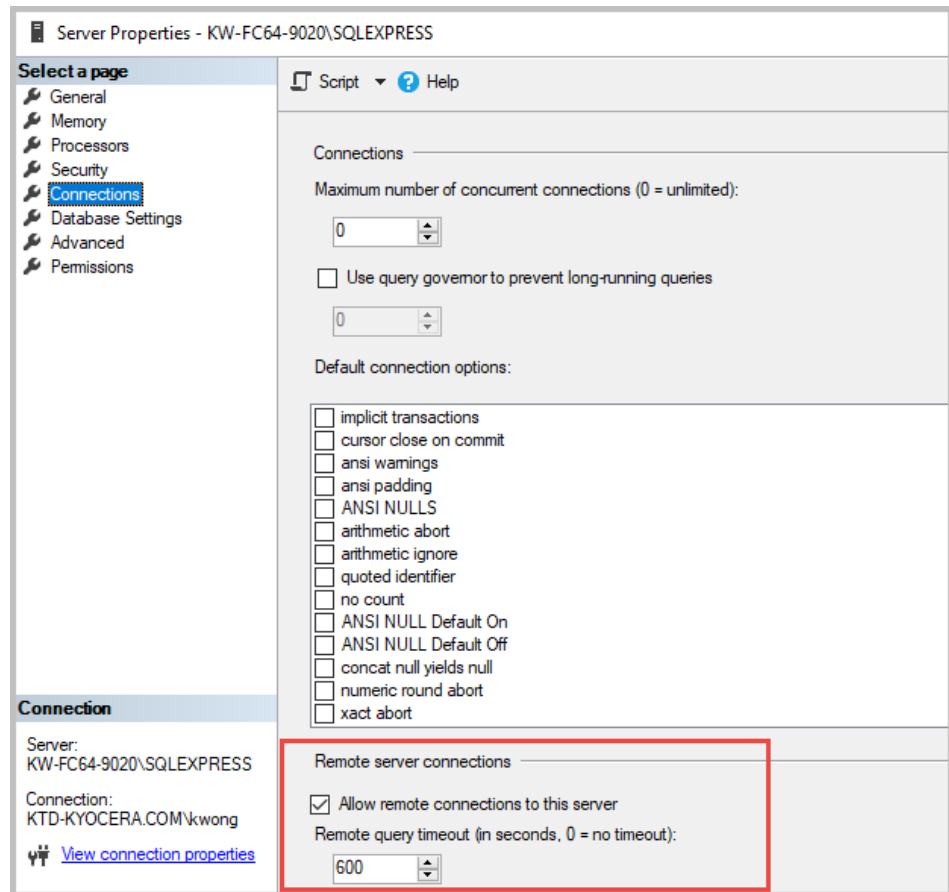 Server Properties - KW-FC64-9020\SQLEXPRESS
Select a page
General
Memory
Processors
Security
Connections
Database Settings
Advanced
Permissions
Script
Help
Connections
Maximum number of concurrent connections (0 = unlimited):
0
Use query governor to prevent long-running queries
0
Default connection options:
implicit transactions
cursor close on commit
ansi warnings
ansi padding
ANSI NULLS
arithmetic abort
arithmetic ignore
quoted identifier
no count
ANSI NULL Default On
ANSI NULL Default Off
concat null yields null
numeric round abort
xact abort
Connection
Server:
KW-FC64-9020\SQLEXPRESS
Connection:
KTD-KYOCERA.COM\kwong
View connection properties
Remote server connections
Allow remote connections to this server
Remote query timeout (in seconds, 0 = no timeout):
600